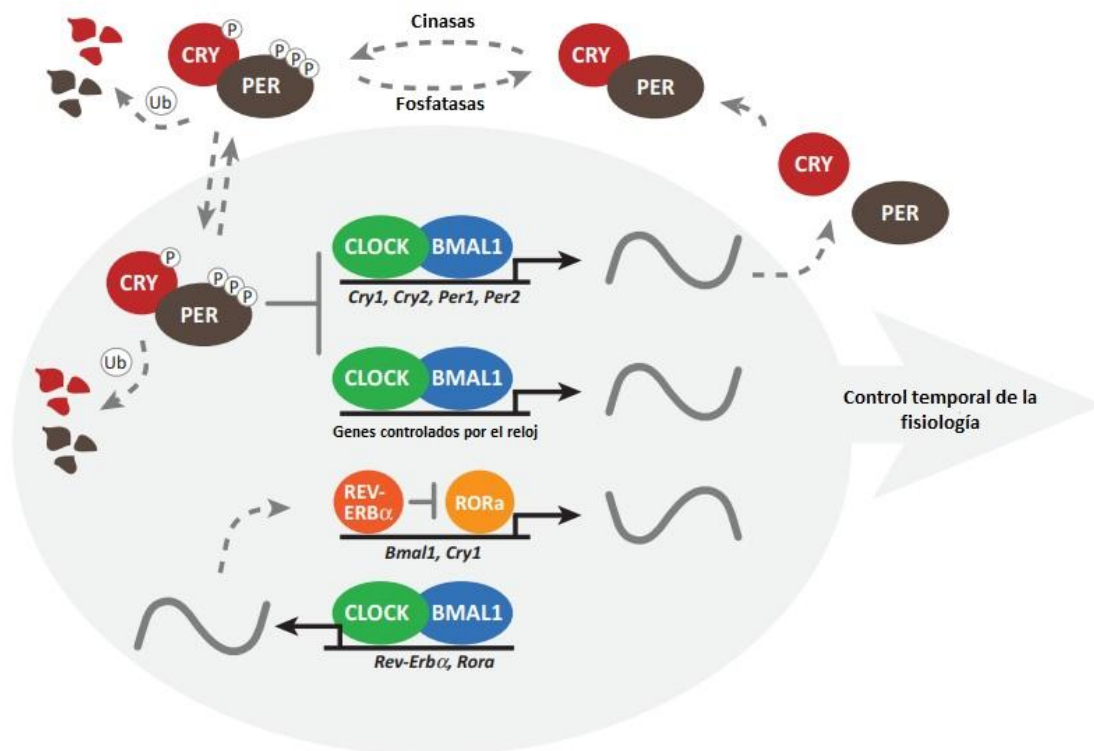 Cinasas
P
CRY
P
P
P
PER
CRY
PER
Fosfatasas
Ub
CRY
PER
CLOCK
BMAL1
Cry1, Cry2, Per1, Per2
P
CRY
P
P
P
PER
Ub
CLOCK
BMAL1
Genes controlados por el reloj
Control temporal de la
fisiología
REV-
ERBα
RORa
Bmal1, Cry1
CLOCK
BMAL1
Rev-Erbα, Rora